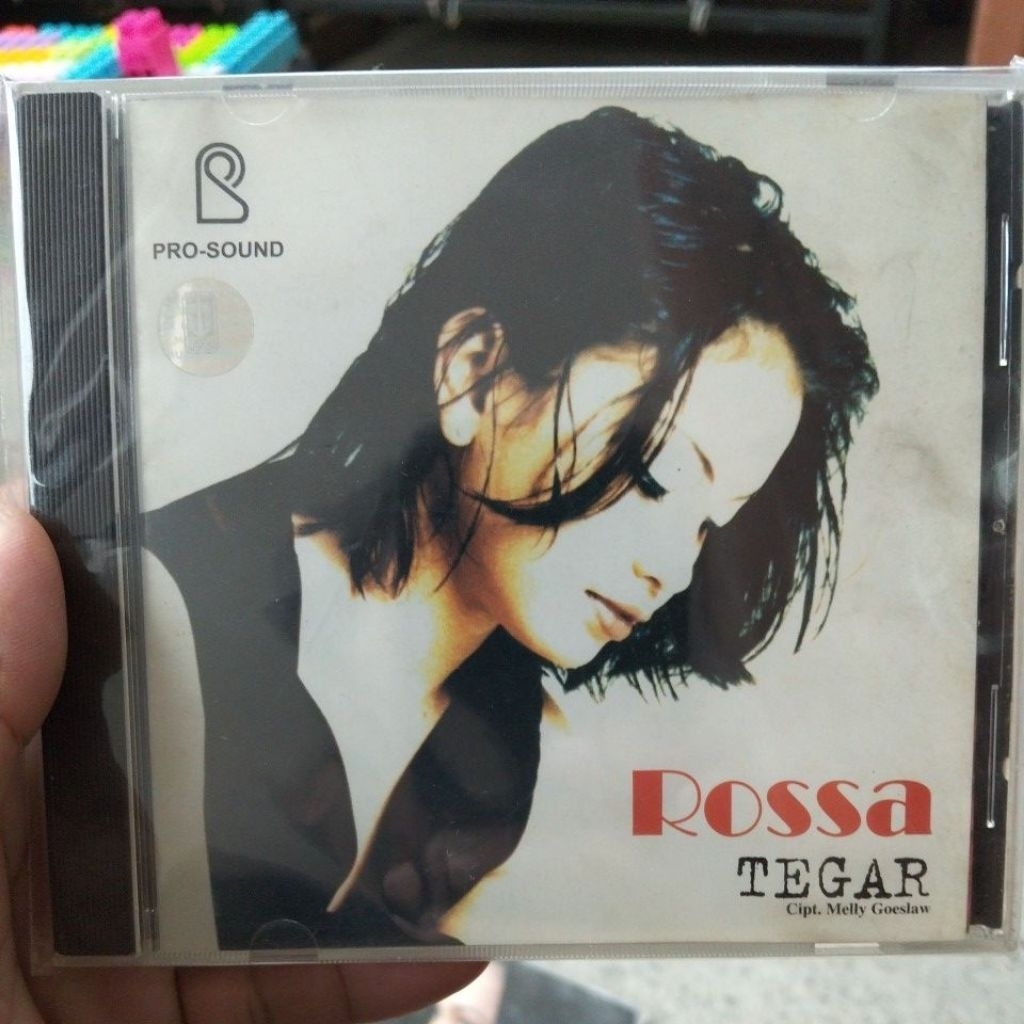 PRO-SOUND
Rossa
TEGAR
Cipt. Melly Goeslaw